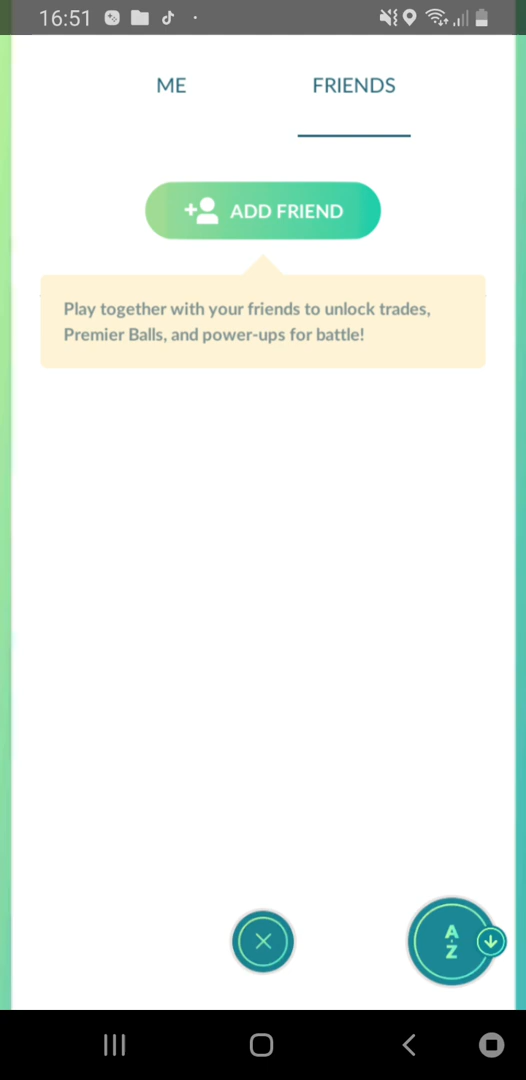 16:51
ME
FRIENDS
ADD FRIEND
Play together with your friends to unlock trades,
Premier Balls, and power-ups for battle!
A
Z